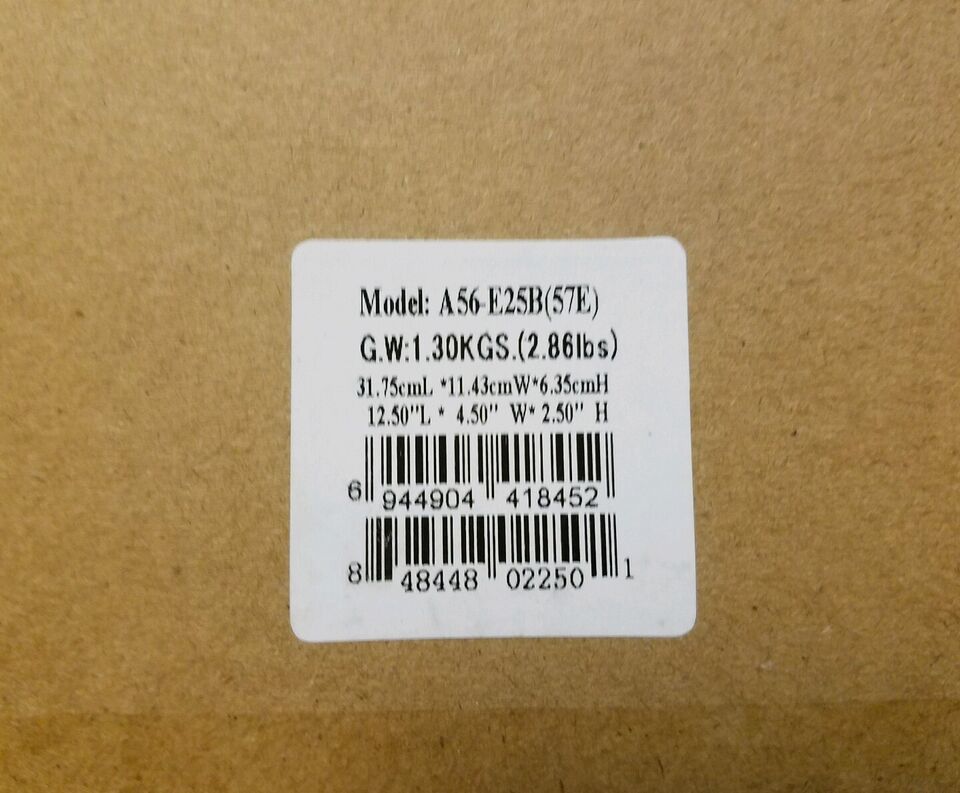 Model: A56-E25B(57E)
G.W:1.30KGS.(2.86lbs)
31.75cmL *11.43cmW*6.35cmH
12.50"L * 4.50" W* 2.50" H
6 944904 418452
8 48448 02250 1